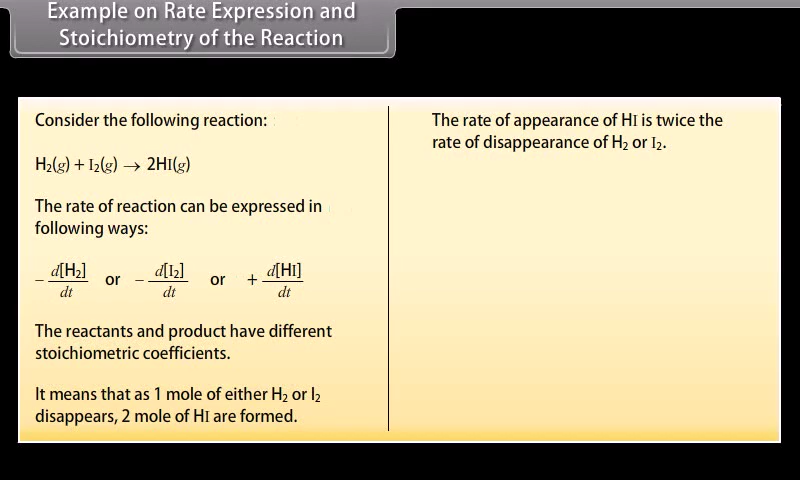 Example on Rate Expression and
Stoichiometry of the Reaction
Consider the following reaction:
H₂(g) + I₂(g) → 2HI(g)
The rate of reaction can be expressed in
following ways:
− d[H₂]/dt or − d[I₂]/dt or + d[HI]/dt
The reactants and product have different
stoichiometric coefficients.
It means that as 1 mole of either H₂ or I₂
disappears, 2 mole of HI are formed.
The rate of appearance of HI is twice the
rate of disappearance of H₂ or I₂.